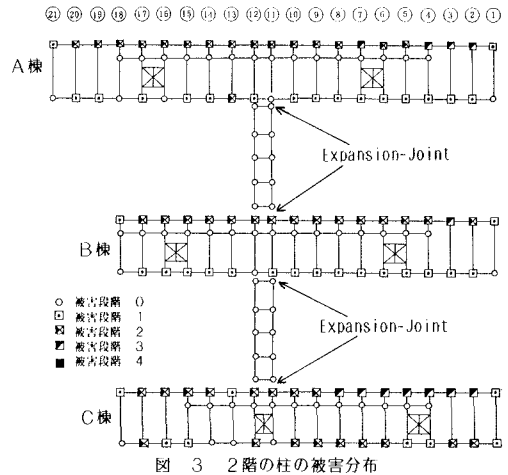 ㉑ ⑳ ⑲ ⑱ ⑰ ⑯ ⑮ ⑭ ⑬ ⑫ ⑪ ⑩ ⑨ ⑧ ⑦ ⑥ ⑤ ④ ③ ② ①
A棟
Expansion-Joint
B棟
○ 被害段階 0
被害段階 1
被害段階 2
被害段階 3
■ 被害段階 4
Expansion-Joint
C棟
図 3 2階の柱の被害分布